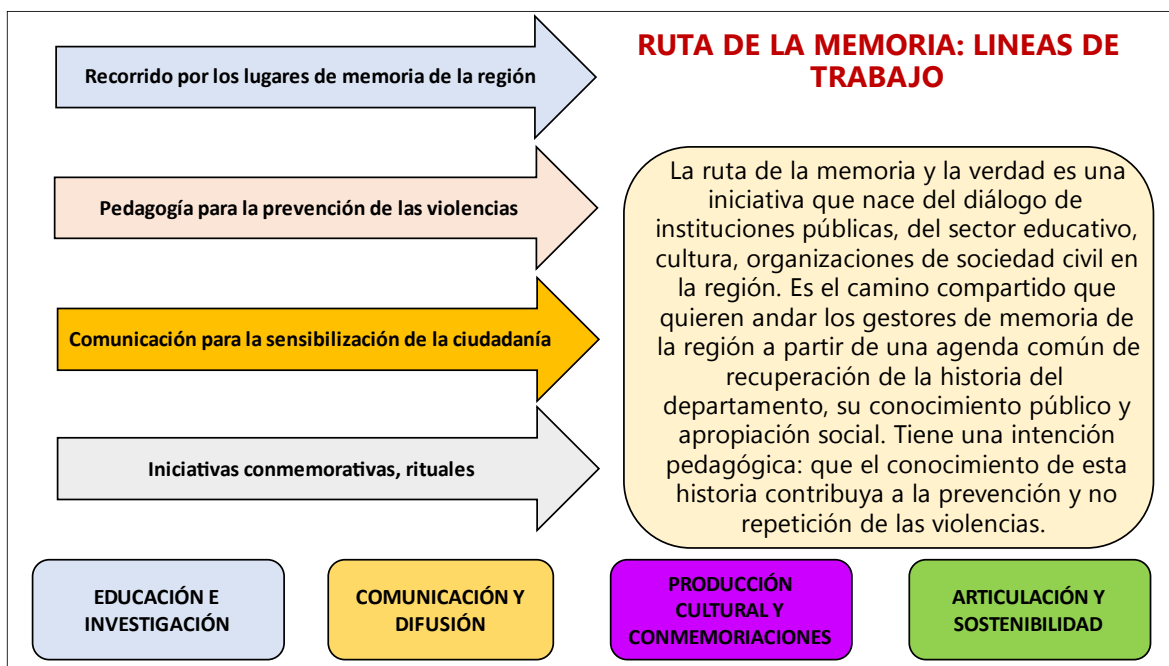 RUTA DE LA MEMORIA: LINEAS DE
TRABAJO
Recorrido por los lugares de memoria de la región
Pedagogía para la prevención de las violencias
Comunicación para la sensibilización de la ciudadanía
Iniciativas conmemorativas, rituales
La ruta de la memoria y la verdad es una
iniciativa que nace del diálogo de
instituciones públicas, del sector educativo,
cultura, organizaciones de sociedad civil en
la región. Es el camino compartido que
quieren andar los gestores de memoria de
la región a partir de una agenda común de
recuperación de la historia del
departamento, su conocimiento público y
apropiación social. Tiene una intención
pedagógica: que el conocimiento de esta
historia contribuya a la prevención y no
repetición de las violencias.
EDUCACIÓN E
INVESTIGACIÓN
COMUNICACIÓN Y
DIFUSIÓN
PRODUCCIÓN
CULTURAL Y
CONMEMORIACIONES
ARTICULACIÓN Y
SOSTENIBILIDAD